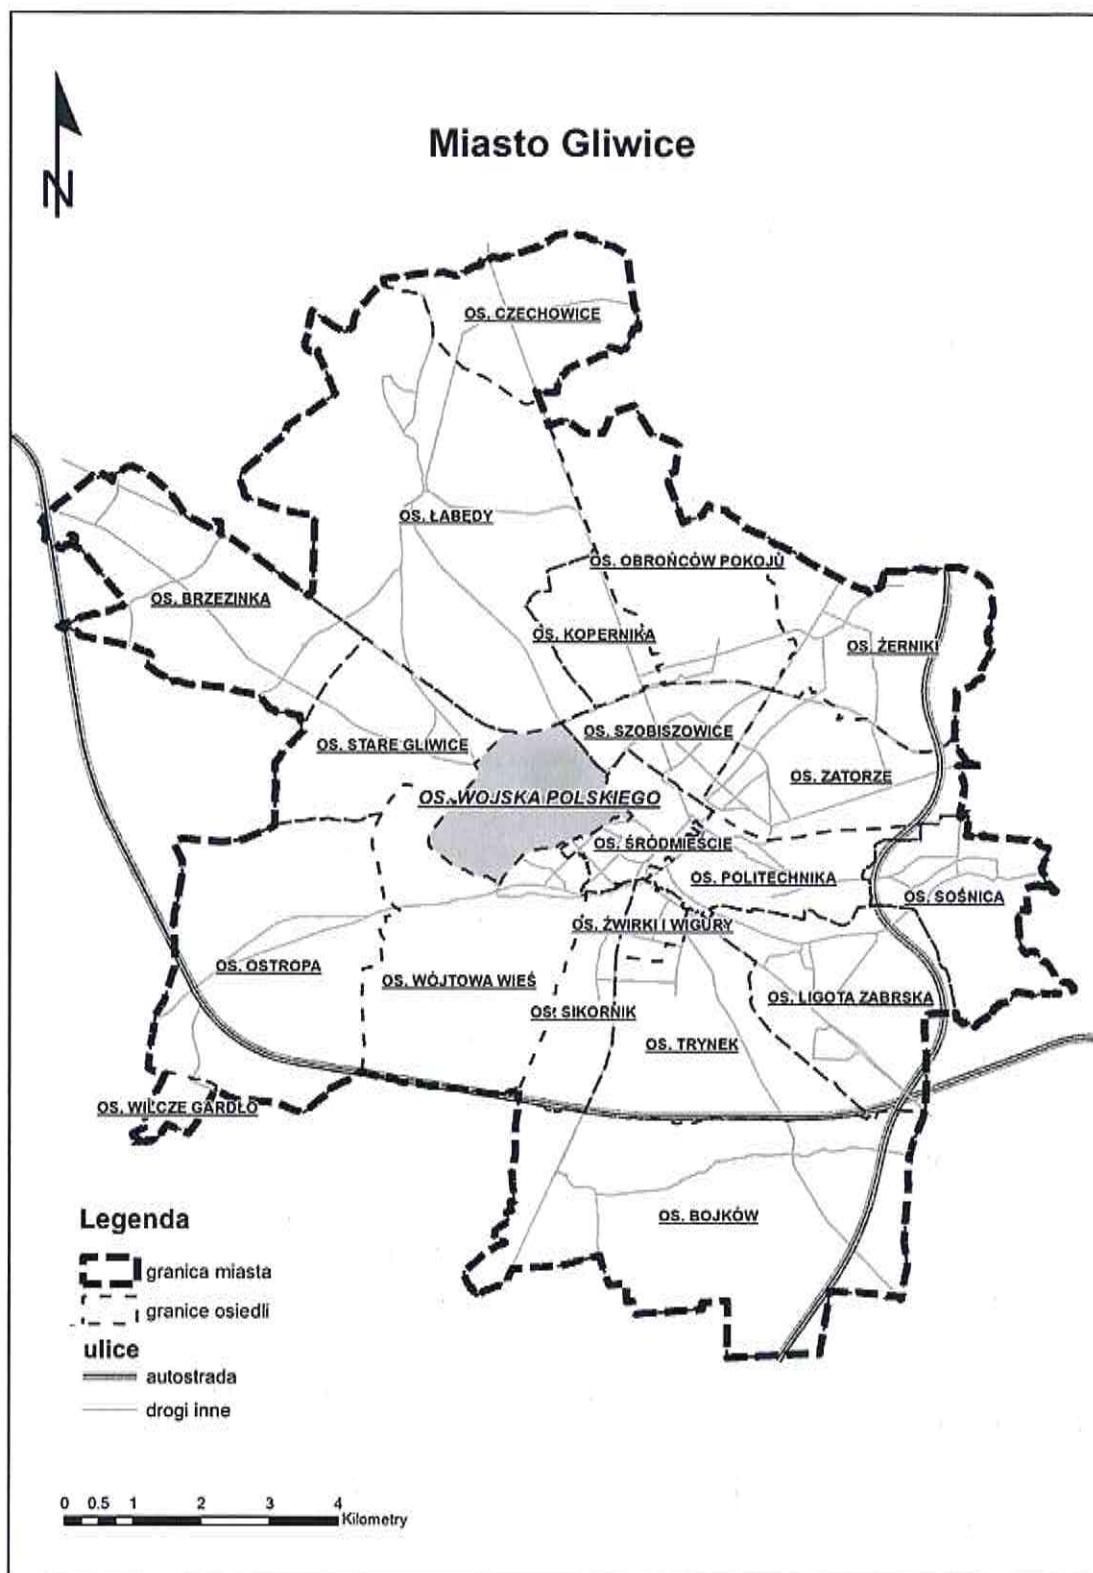 Miasto Gliwice
N
OS. CZECHOWICE
OS. ŁABĘDY
OS. OBROŃCÓW POKOJU
OS. BRZEZINKA
OS. KOPERNIKA
OS. ŻERNIKI
OS. STARE GLIWICE
OS. SZOBISZOWICE
OS. ZATORZE
OS. WOJSKA POLSKIEGO
OS. ŚRÓDMIEŚCIE
OS. POLITECHNIKA
OS. SOŚNICA
OS. ŻWIRKI I WIGURY
OS. OSTROPA
OS. WÓJTOWA WIEŚ
OS. SIKORNIK
OS. LIGOTA ZABRSKA
OS. TRYNEK
OS. WILCZE GARDŁO
OS. BOJKÓW
Legenda
granica miasta
granice osiedli
ulice
autostrada
drogi inne
0 0.5 1 2 3 4
Kilometry